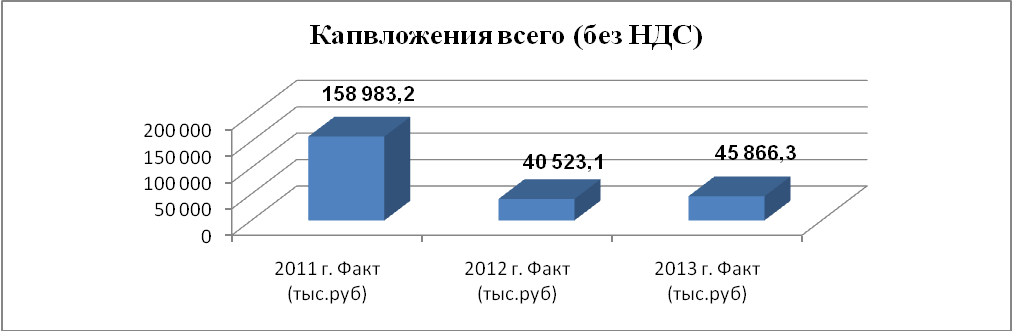 Капвложения всего (без НДС)
158 983,2
40 523,1
45 866,3
200 000
150 000
100 000
50 000
0
2011 г. Факт
(тыс.руб)
2012 г. Факт
(тыс.руб)
2013 г. Факт
(тыс.руб)